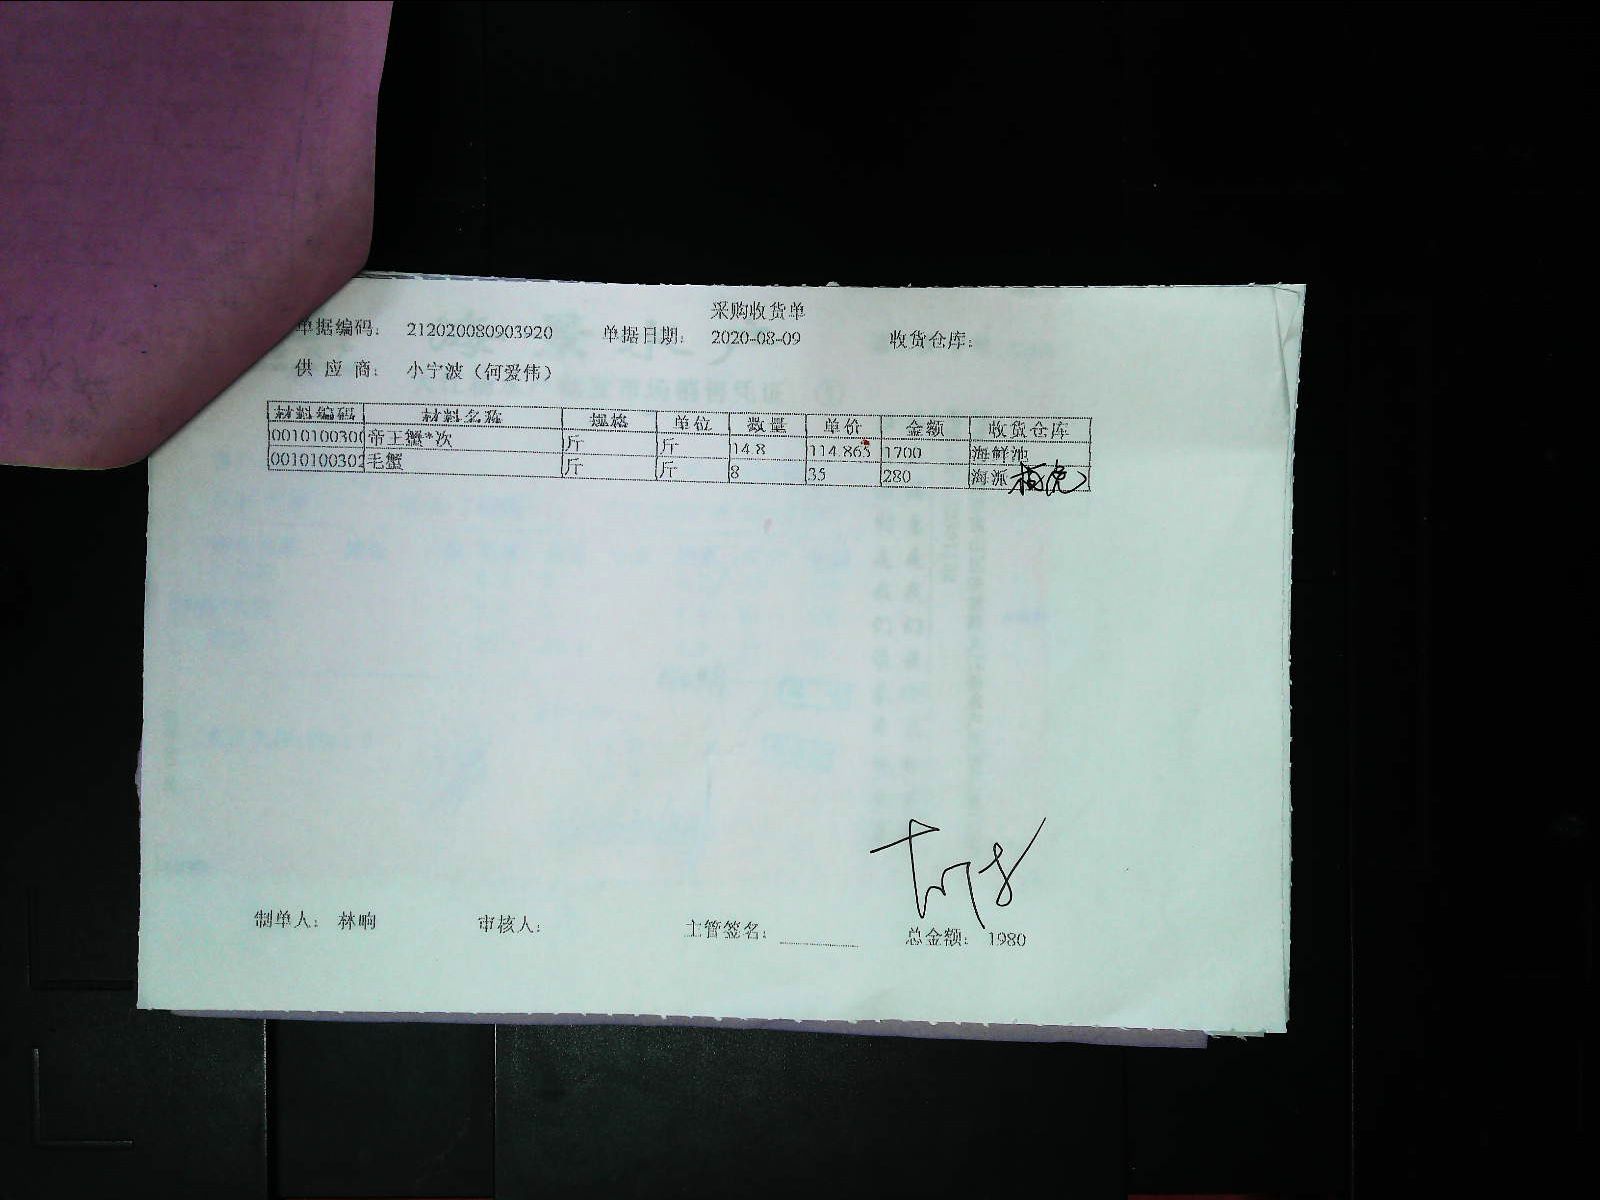 采购收货单
单据编码: 212020080903920 单据日期: 2020-08-09 收货仓库:
供应商: 小宁波（何爱伟）
材料编码 材料名称 规格 单位 数量 单价 金额 收货仓库
0010100300 帝王蟹*次 斤 斤 14.8 114.865 1700 海鲜池
0010100302 毛蟹 斤 斤 8 35 280 海派
制单人: 林晌 审核人: 主管签名: 总金额: 1980